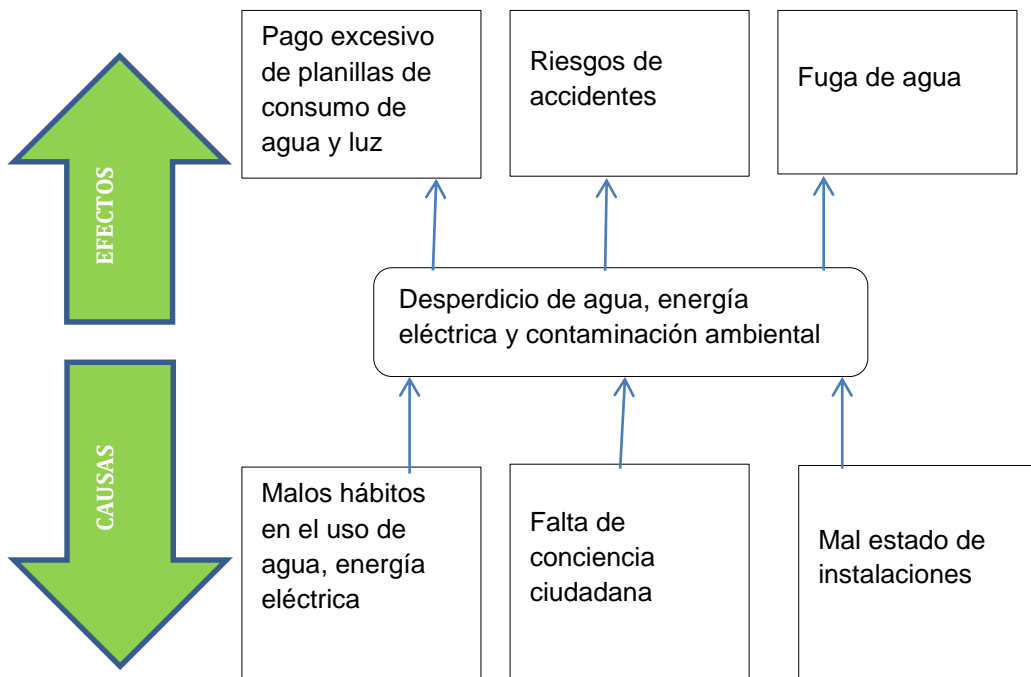 Pago excesivo
de planillas de
consumo de
agua y luz
Riesgos de
accidentes
Fuga de agua
EFECTOS
Desperdicio de agua, energía
eléctrica y contaminación ambiental
CAUSAS
Malos hábitos
en el uso de
agua, energía
eléctrica
Falta de
conciencia
ciudadana
Mal estado de
instalaciones